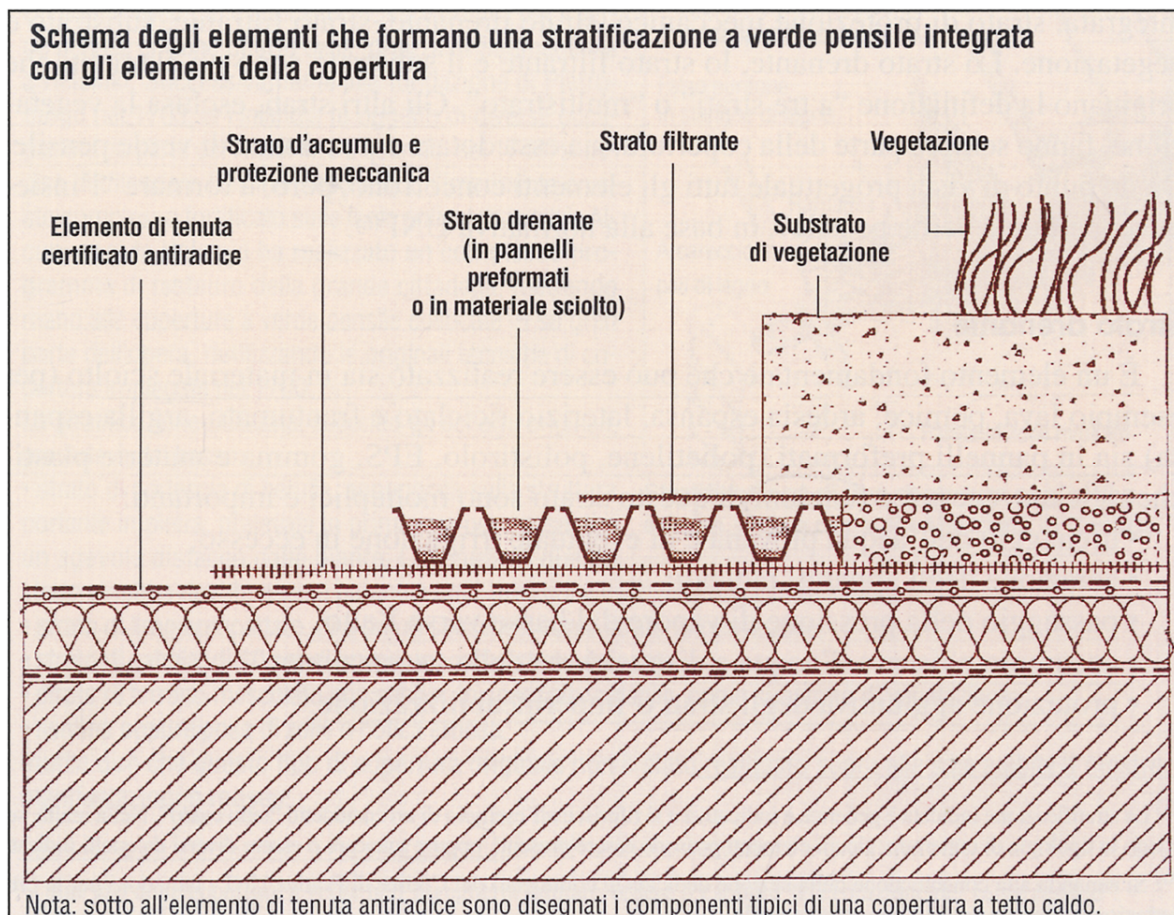 Schema degli elementi che formano una stratificazione a verde pensile integrata
con gli elementi della copertura
Strato d'accumulo e
protezione meccanica
Strato filtrante
Vegetazione
Elemento di tenuta
certificato antiradice
Strato drenante
(in pannelli
preformati
o in materiale sciolto)
Substrato
di vegetazione
Nota: sotto all'elemento di tenuta antiradice sono disegnati i componenti tipici di una copertura a tetto caldo.